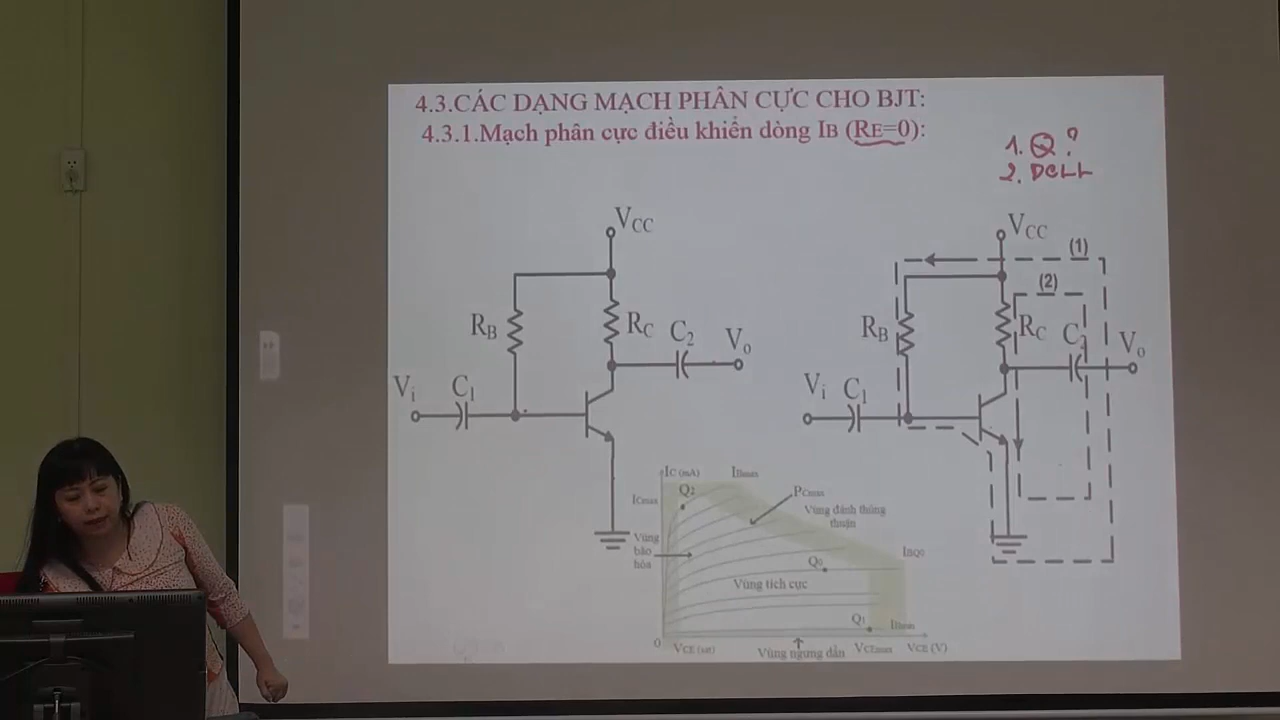 4.3.CÁC DẠNG MẠCH PHÂN CỰC CHO BJT:
4.3.1.Mạch phân cực điều khiển dòng IB (RE=0):
1. Q?
2. DCLL
VCC
RB
RC
C2
Vo
Vi
C1
VCC
(1)
(2)
RB
RC
C2
Vo
Vi
C1
IC (mA)
IBmax
ICmax
Q2
PCmax
Vùng đánh thủng
thuận
Vùng
bão
hòa
IBQ0
Q0
Vùng tích cực
Q1
IBmin
0
VCE (sat)
Vùng ngưng dẫn
VCEmax
VCE (V)